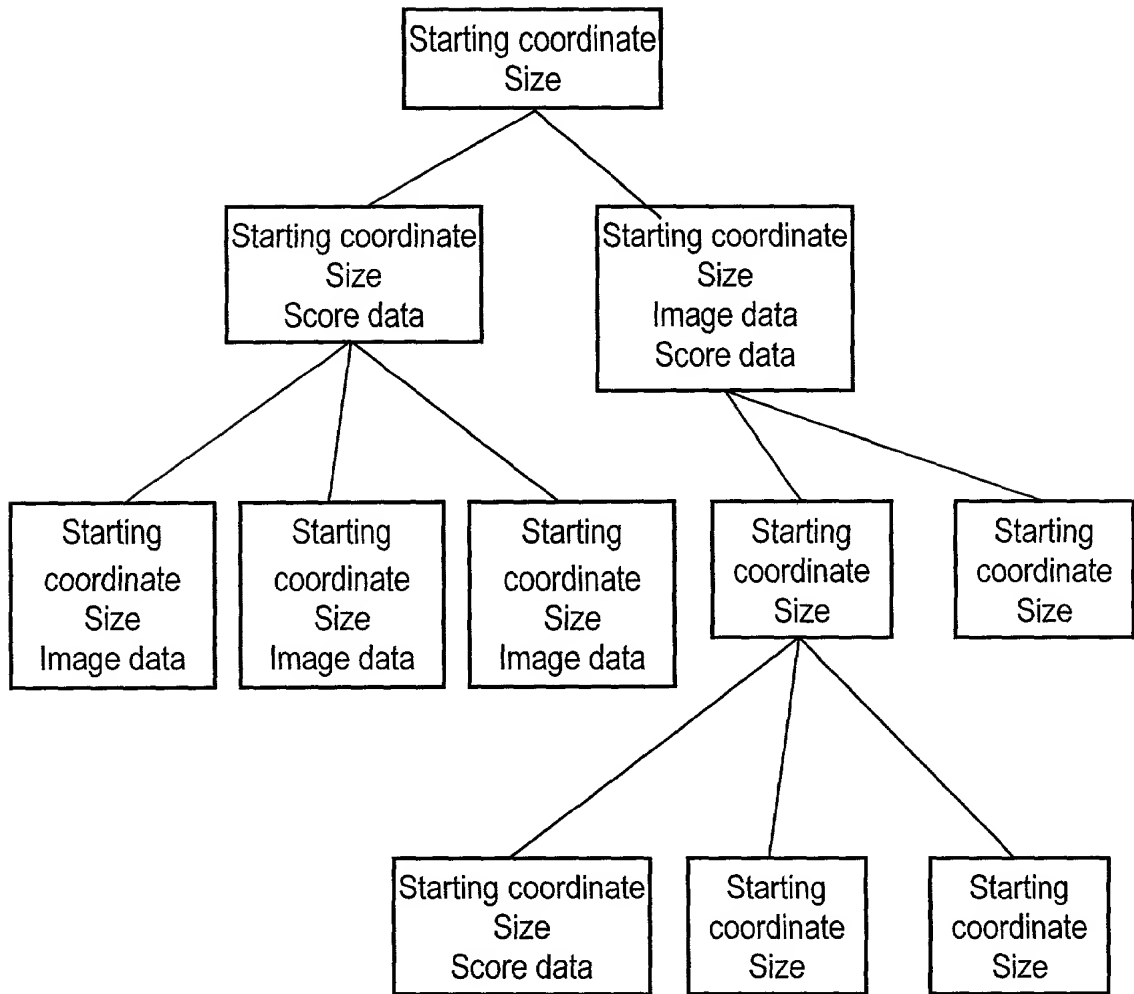 Starting coordinate
Size
Starting coordinate
Size
Score data
Starting coordinate
Size
Image data
Score data
Starting
coordinate
Size
Image data
Starting
coordinate
Size
Image data
Starting
coordinate
Size
Image data
Starting
coordinate
Size
Starting
coordinate
Size
Starting coordinate
Size
Score data
Starting
coordinate
Size
Starting
coordinate
Size